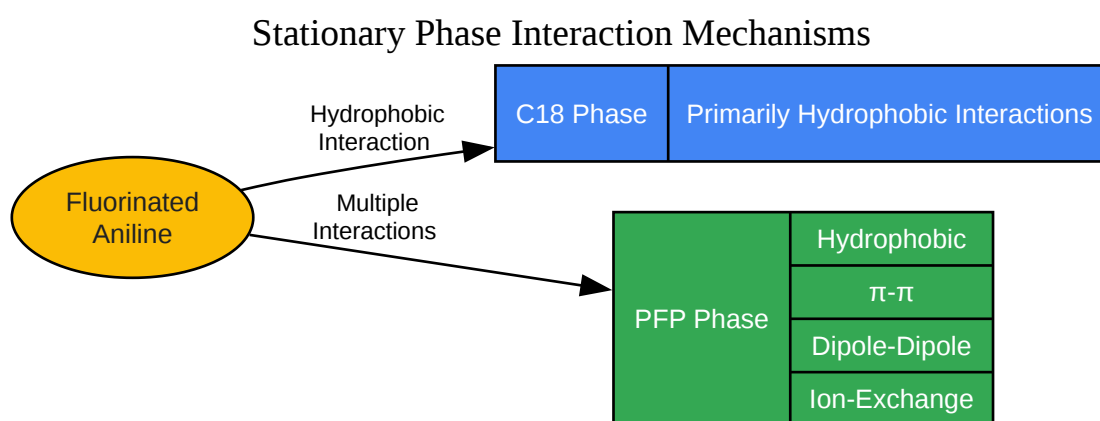 Stationary Phase Interaction Mechanisms
Hydrophobic
Interaction
C18 Phase
Primarily Hydrophobic Interactions
Fluorinated
Aniline
Multiple
Interactions
PFP Phase
Hydrophobic
π-π
Dipole-Dipole
Ion-Exchange